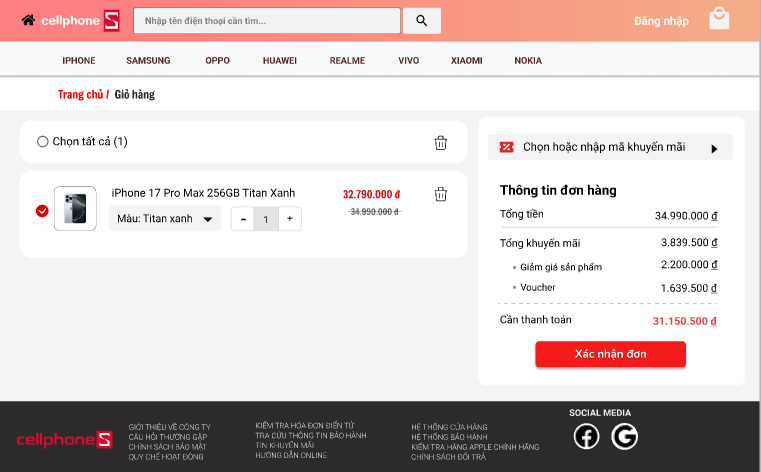 cellphone S
Nhập tên điện thoại cần tìm...
Đăng nhập
IPHONE SAMSUNG OPPO HUAWEI REALME VIVO XIAOMI NOKIA
Trang chủ / Giỏ hàng
Chọn tất cả (1)
iPhone 17 Pro Max 256GB Titan Xanh
32.790.000 đ
34.990.000 đ
Màu: Titan xanh
- 1 +
Chọn hoặc nhập mã khuyến mãi
Thông tin đơn hàng
Tổng tiền 34.990.000 đ
Tổng khuyến mãi 3.839.500 đ
• Giảm giá sản phẩm 2.200.000 đ
• Voucher 1.639.500 đ
Cần thanh toán 31.150.500 đ
Xác nhận đơn
cellphone S
GIỚI THIỆU VỀ CÔNG TY
CÂU HỎI THƯỜNG GẶP
CHÍNH SÁCH BẢO MẬT
QUY CHẾ HOẠT ĐỘNG
KIỂM TRA HÓA ĐƠN ĐIỆN TỬ
TRA CỨU THÔNG TIN BẢO HÀNH
TIN KHUYẾN MÃI
HƯỚNG DẪN ONLINE
HỆ THỐNG CỬA HÀNG
HỆ THỐNG BẢO HÀNH
KIỂM TRA HÀNG APPLE CHÍNH HÃNG
CHÍNH SÁCH ĐỔI TRẢ
SOCIAL MEDIA